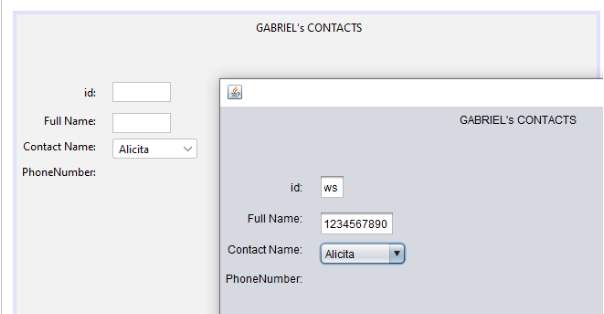 GABRIEL's CONTACTS
id:
Full Name:
Contact Name: Alicita
PhoneNumber:
GABRIEL's CONTACTS
id: ws
Full Name: 1234567890
Contact Name: Alicita
PhoneNumber: